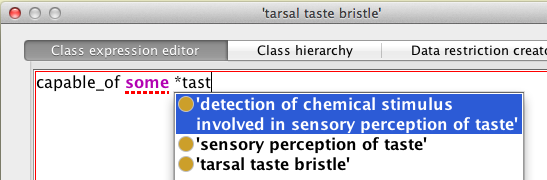 'tarsal taste bristle'
Class expression editor Class hierarchy Data restriction create
capable_of some *tast
'detection of chemical stimulus
involved in sensory perception of taste'
'sensory perception of taste'
'tarsal taste bristle'